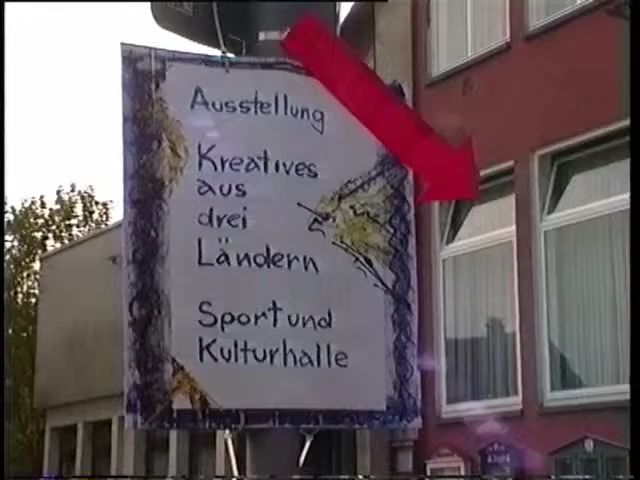 Ausstellung
Kreatives
aus
drei
Ländern
Sport und
Kulturhalle